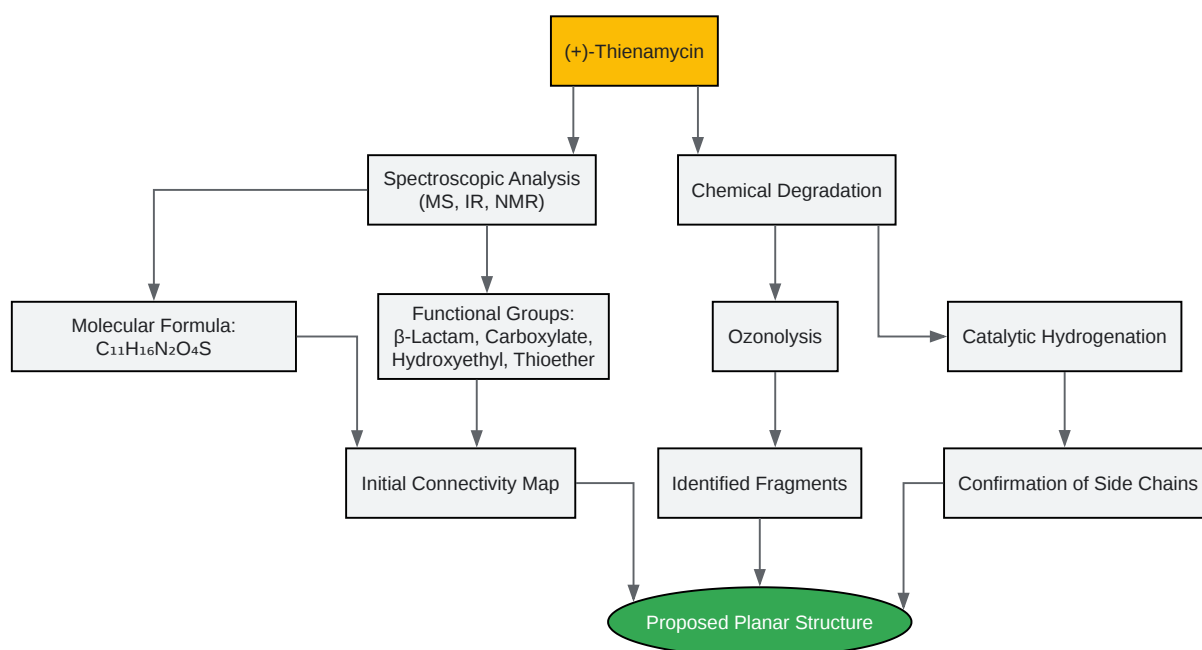 (+)-Thienamycin
Spectroscopic Analysis
(MS, IR, NMR)
Chemical Degradation
Molecular Formula:
C₁₁H₁₆N₂O₄S
Functional Groups:
β-Lactam, Carboxylate,
Hydroxyethyl, Thioether
Ozonolysis
Catalytic Hydrogenation
Initial Connectivity Map
Identified Fragments
Confirmation of Side Chains
Proposed Planar Structure